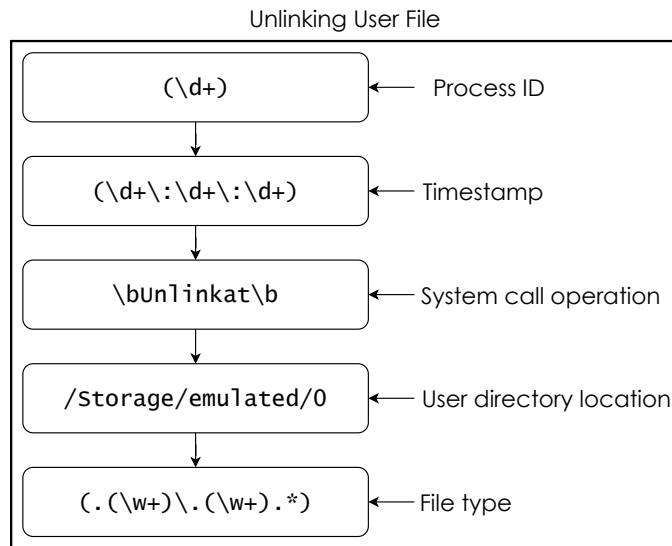 Unlinking User File
(\d+)
Process ID
(\d+\:\d+\:\d+)
Timestamp
\bUnlinkat\b
System call operation
/Storage/emulated/0
User directory location
(.(\w+)\.(\w+).*)
File type